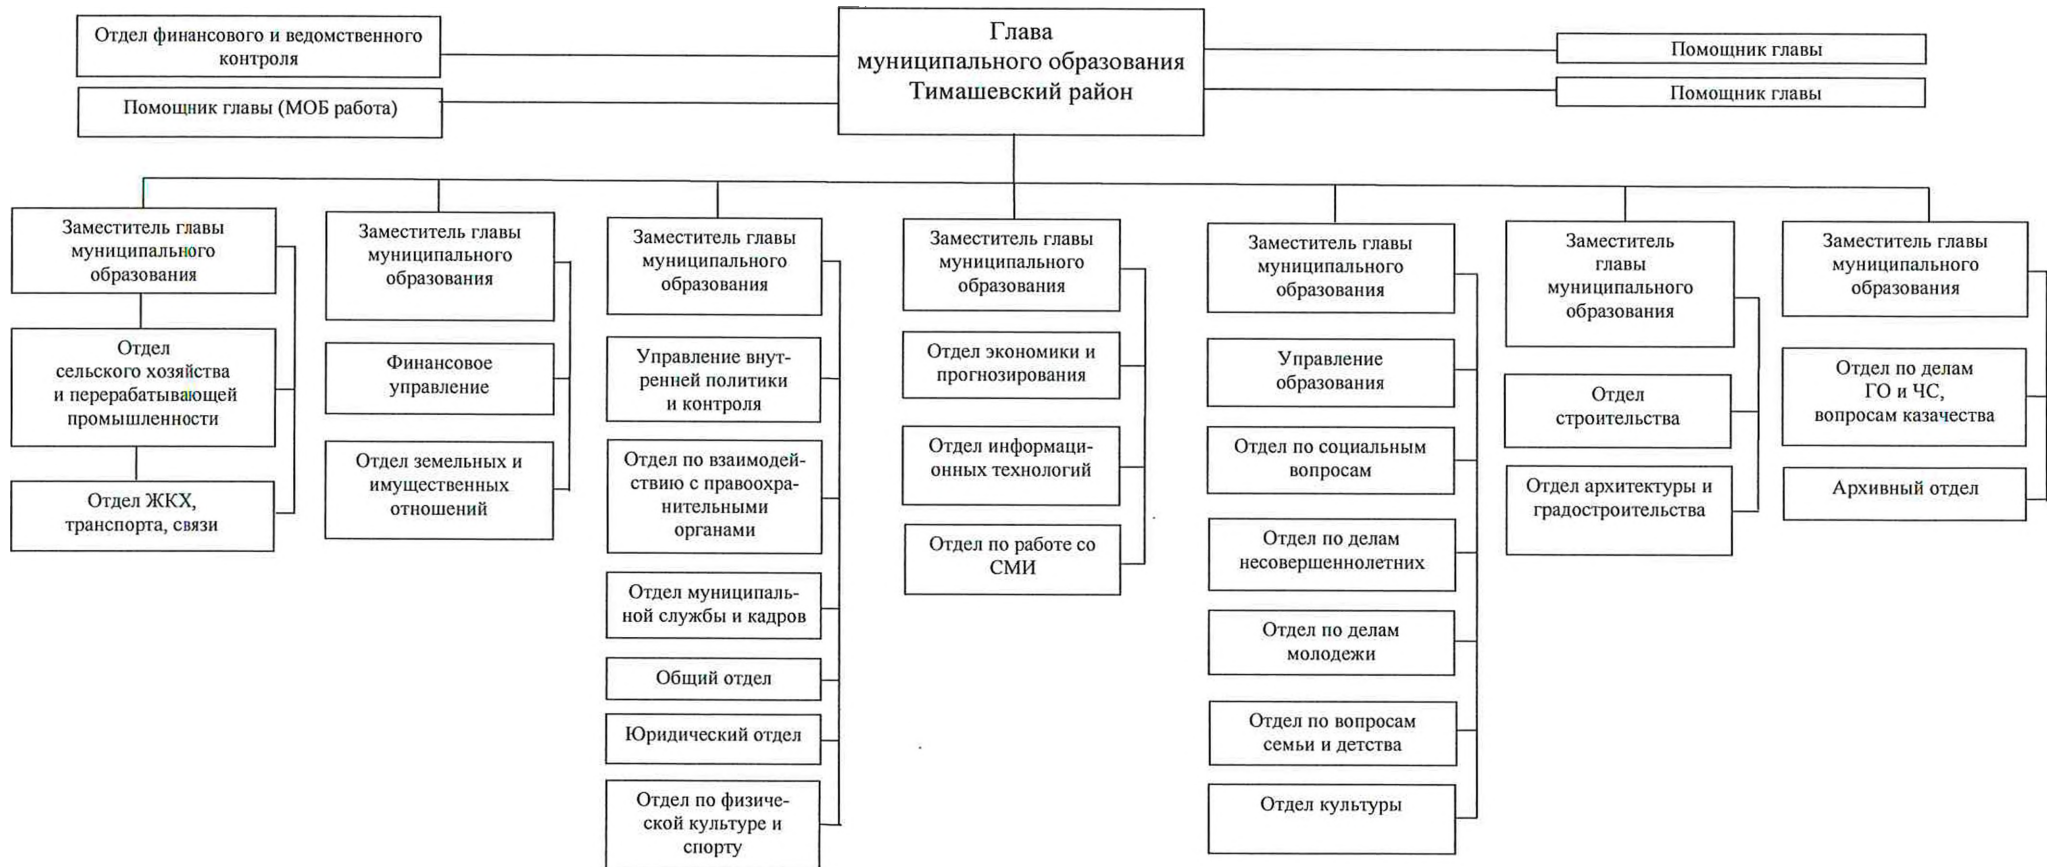 Отдел финансового и ведомственного
контроля
Помощник главы (МОБ работа)
Глава
муниципального образования
Тимашевский район
Помощник главы
Помощник главы
Заместитель главы
муниципального
образования
Отдел
сельского хозяйства
и перерабатывающей
промышленности
Отдел ЖКХ,
транспорта, связи
Заместитель главы
муниципального
образования
Финансовое
управление
Отдел земельных и
имущественных
отношений
Заместитель главы
муниципального
образования
Управление внут-
ренней политики
и контроля
Отдел по взаимодей-
ствию с правоохра-
нительными
органами
Отдел муниципаль-
ной службы и кадров
Общий отдел
Юридический отдел
Отдел по физиче-
ской культуре и
спорту
Заместитель главы
муниципального
образования
Отдел экономики и
прогнозирования
Отдел информаци-
онных технологий
Отдел по работе со
СМИ
Заместитель главы
муниципального
образования
Управление
образования
Отдел по социальным
вопросам
Отдел по делам
несовершеннолетних
Отдел по делам
молодежи
Отдел по вопросам
семьи и детства
Отдел культуры
Заместитель
главы
муниципального
образования
Отдел
строительства
Отдел архитектуры и
градостроительства
Заместитель главы
муниципального
образования
Отдел по делам
ГО и ЧС,
вопросам казачества
Архивный отдел